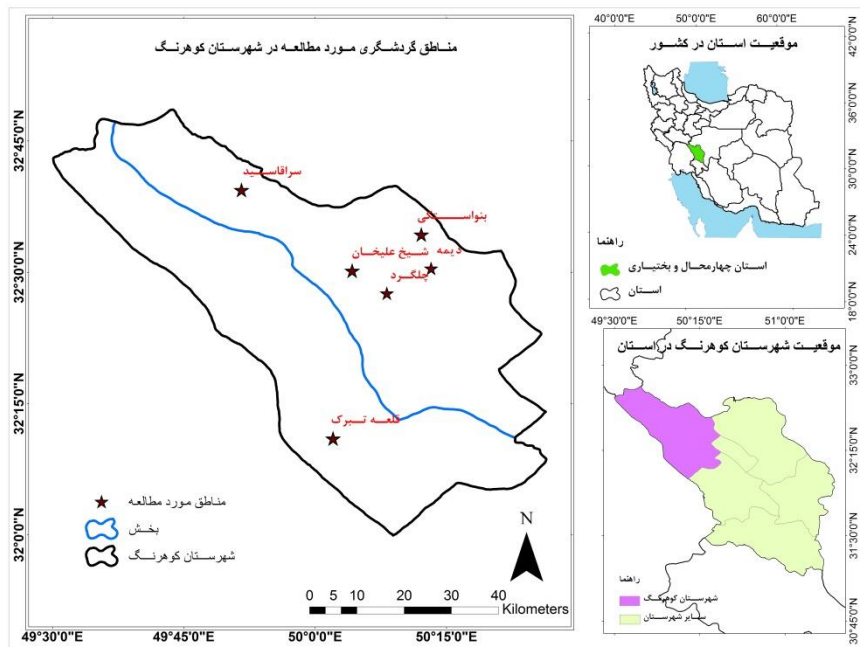 مناطق گردشگری مورد مطالعه در شهرستان کوهرنگ
32°45'0"N
32°30'0"N
32°15'0"N
32°0'0"N
سرآقاسید
بنواستکی
شیخ علیخان
دیمه
چلگرد
قلعه تبرک
مناطق مورد مطالعه
بخش
شهرستان کوهرنگ
N
0 5 10 20 30 40
Kilometers
49°30'0"E 49°45'0"E 50°0'0"E 50°15'0"E
40°0'0"E 50°0'0"E 60°0'0"E
موقعیت استان در کشور
42°0'0"N
36°0'0"N
30°0'0"N
24°0'0"N
18°0'0"N
راهنما
استان چهارمحال و بختیاری
استان
49°30'0"E 50°15'0"E 51°0'0"E
موقعیت شهرستان کوهرنگ در استان
33°0'0"N
32°15'0"N
31°30'0"N
30°45'0"N
راهنما
شهرستان کوهرنگ
سایر شهرستان